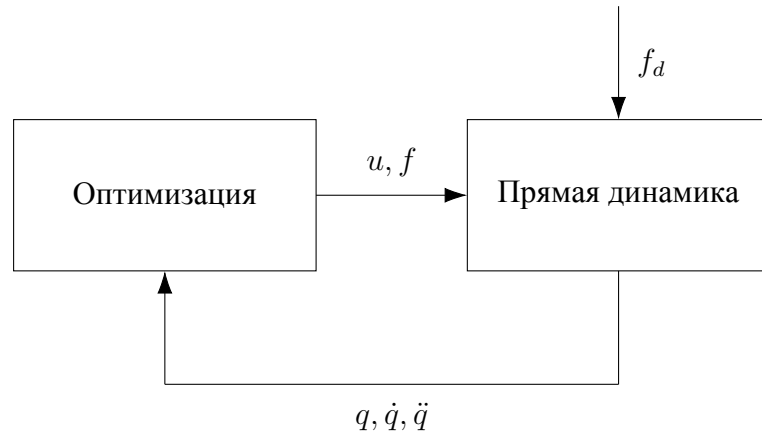 f_d
u, f
Оптимизация
Прямая динамика
q, q̇, q̈